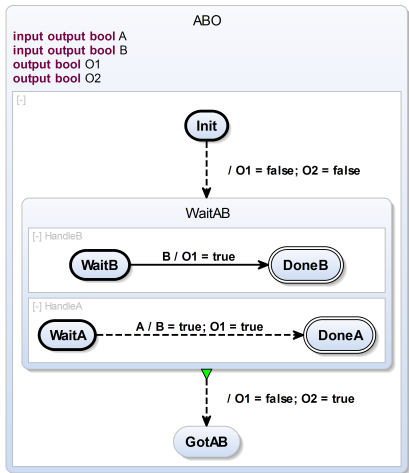 ABO
input output bool A
input output bool B
output bool O1
output bool O2
[-]
Init
/ O1 = false; O2 = false
WaitAB
[-] HandleB
WaitB
B / O1 = true
DoneB
[-] HandleA
WaitA
A / B = true; O1 = true
DoneA
/ O1 = false; O2 = true
GotAB